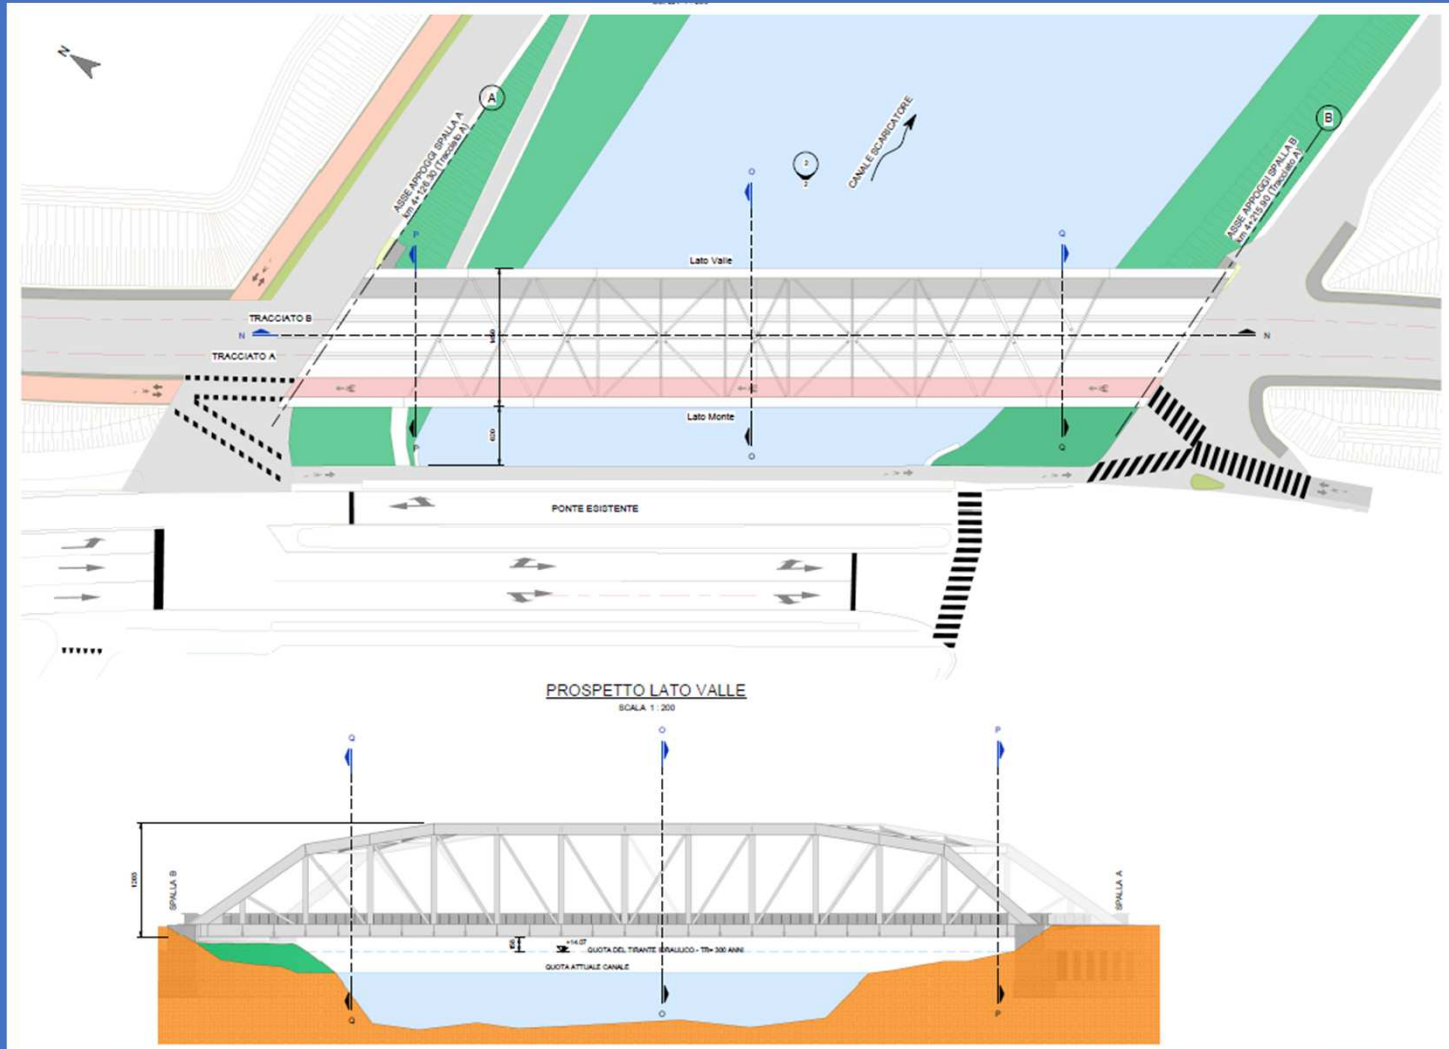 N
A
B
ASSE APPOGGI SPALLA A
km 4+126.30 (Tracciato A)
CANALE SCARICATORE
ASSE APPOGGI SPALLA B
km 4+215.90 (Tracciato A)
O
P
Q
Lato Valle
TRACCIATO B
N
N
TRACCIATO A
Lato Monte
P
O
Q
PONTE ESISTENTE
PROSPETTO LATO VALLE
SCALA 1 : 200
Q
O
P
SPALLA B
SPALLA A
+14.07
QUOTA DEL TIRANTE IDRAULICO - TR= 300 ANNI
QUOTA ATTUALE CANALE
Q
O
P